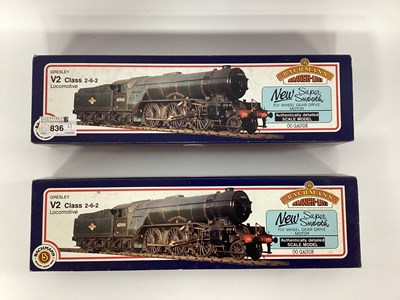 GRESLEY
V2 Class 2-6-2
Locomotive
836
BACHMANN
BRANCH-LINE
New Super
Smooth
FLY WHEEL GEAR DRIVE
MOTOR
Authentically detailed
SCALE MODEL
OO GAUGE
GRESLEY
V2 Class 2-6-2
Locomotive
BACHMANN
BACHMANN
BRANCH-LINE
New Super
Smooth
FLY WHEEL GEAR DRIVE
MOTOR
Authentically detailed
SCALE MODEL
OO GAUGE